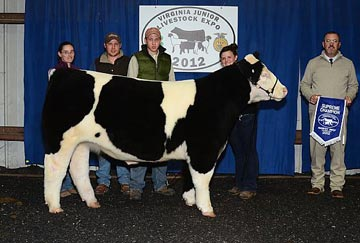 VIRGINIA JUNIOR
LIVESTOCK EXPO
2012
SUPREME
CHAMPION